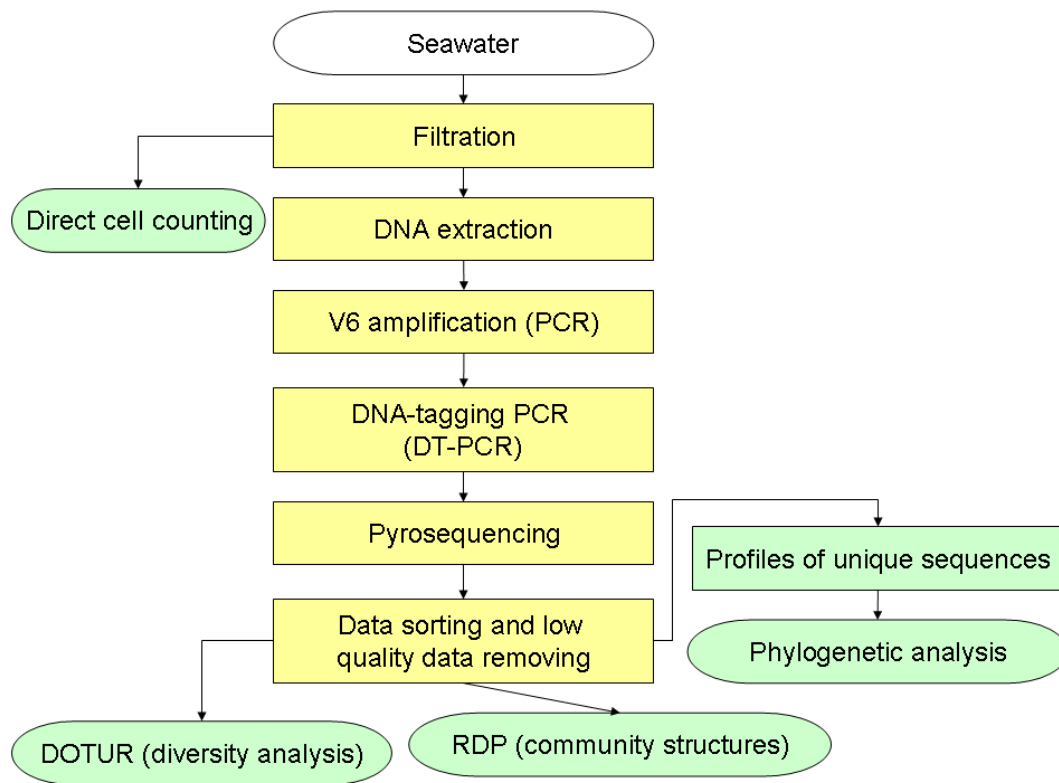 Seawater
Filtration
Direct cell counting
DNA extraction
V6 amplification (PCR)
DNA-tagging PCR
(DT-PCR)
Pyrosequencing
Profiles of unique sequences
Data sorting and low
quality data removing
Phylogenetic analysis
DOTUR (diversity analysis)
RDP (community structures)